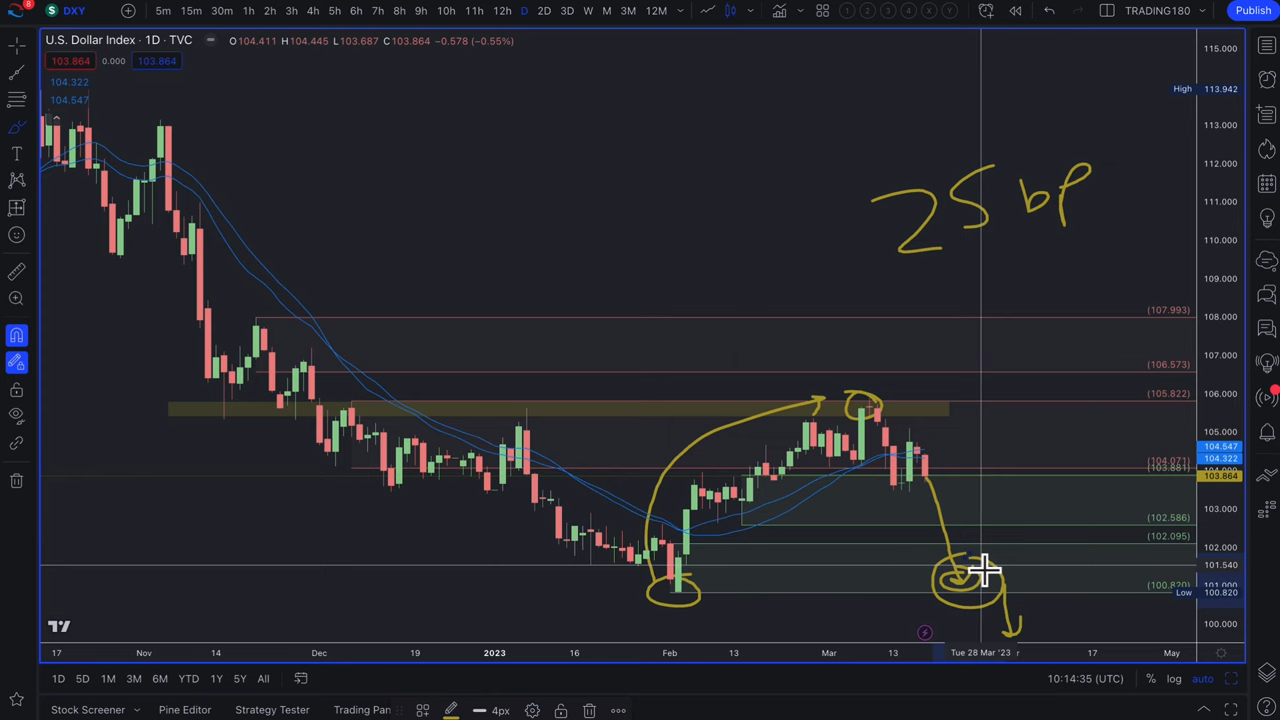 8
S DXY
5m 15m 30m 1h 2h 3h 4h 5h 6h 7h 8h 9h 10h 11h 12h D 2D 3D W M 3M 12M
1 2 3 4 X Y
TRADING180
Publish
U.S. Dollar Index · 1D · TVC O104.411 H104.445 L103.687 C103.864 −0.578 (−0.55%)
103.864 0.000 103.864
104.322
104.547
25 bp
115.000
High 113.942
113.000
112.000
111.000
110.000
109.000
(107.993) 108.000
107.000
(106.573)
106.000
(105.822)
105.000
104.547
(104.071) 104.322
(103.881) 104.000
103.864
103.000
(102.586)
(102.095)
102.000
101.540
(100.820) 101.000
Low 100.820
100.000
17 Nov 14 Dec 19 2023 16 Feb 13 Mar 13 Tue 28 Mar '23 r 17 May
1D 5D 1M 3M 6M YTD 1Y 5Y All
10:14:35 (UTC) % log auto
Stock Screener Pine Editor Strategy Tester Trading Pan
4px